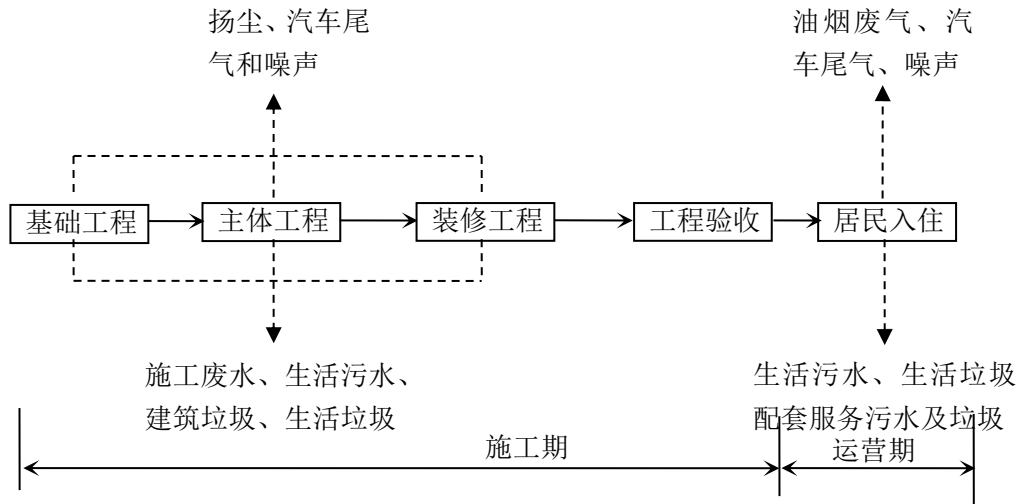 扬尘、汽车尾
气和噪声
油烟废气、汽
车尾气、噪声
基础工程
主体工程
装修工程
工程验收
居民入住
施工废水、生活污水、
建筑垃圾、生活垃圾
生活污水、生活垃圾
配套服务污水及垃圾
施工期
运营期